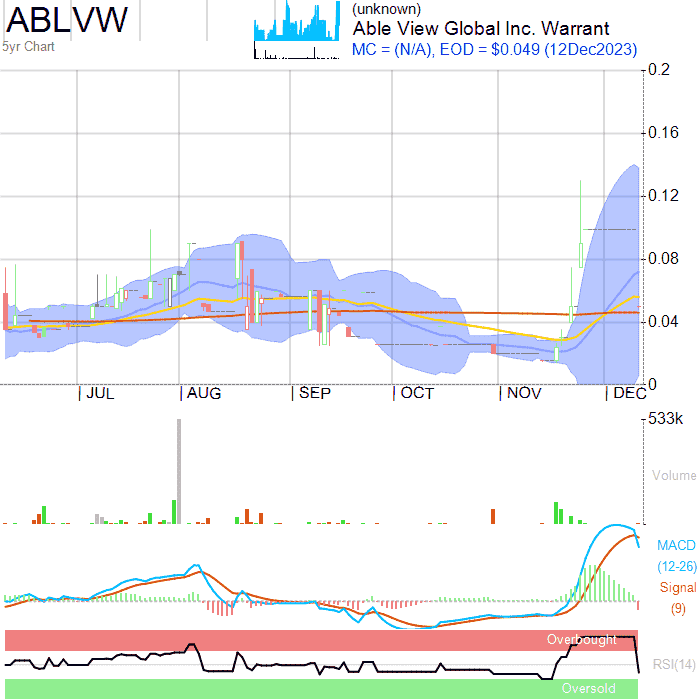 ABLVW
5yr Chart
(unknown)
Able View Global Inc. Warrant
MC = (N/A), EOD = $0.049 (12Dec2023)
0.2
0.16
0.12
0.08
0.04
0
JUL AUG SEP OCT NOV DEC
533k
Volume
MACD
(12-26)
Signal
(9)
Overbought
RSI(14)
Oversold